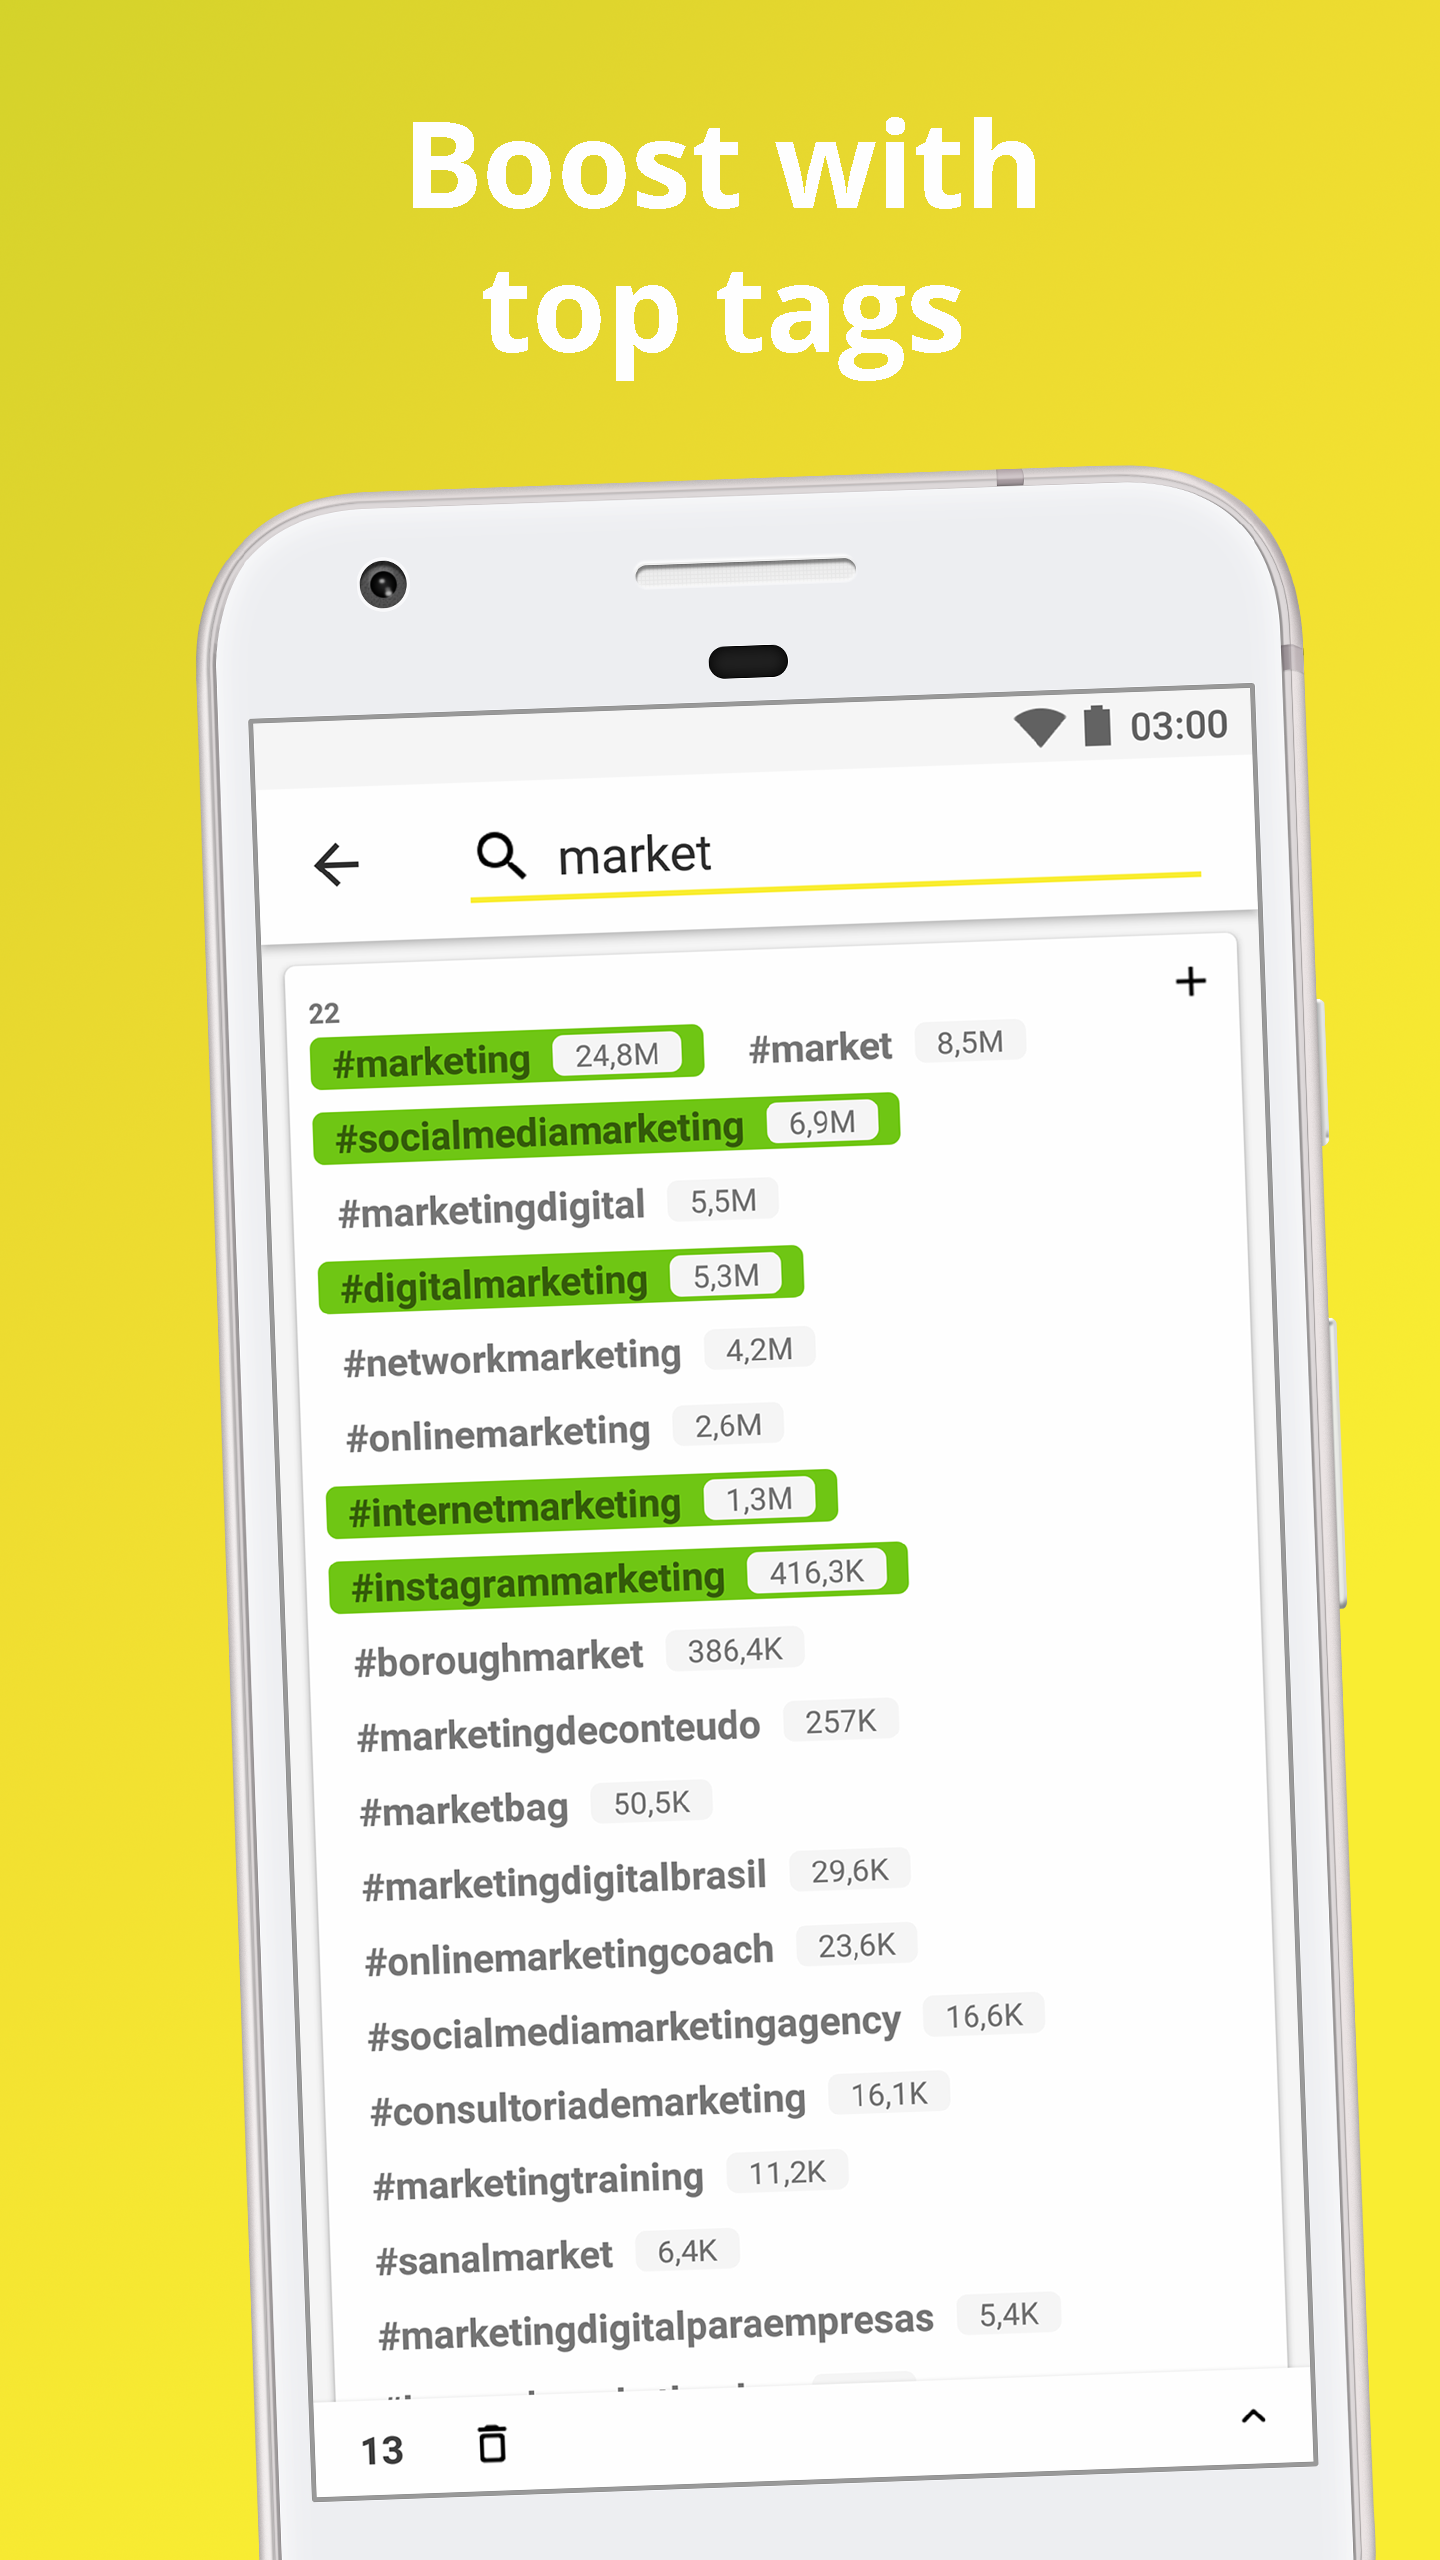 Boost with
top tags
03:00
market
22
#marketing 24,8M #market 8,5M
#socialmediamarketing 6,9M
#marketingdigital 5,5M
#digitalmarketing 5,3M
#networkmarketing 4,2M
#onlinemarketing 2,6M
#internetmarketing 1,3M
#instagrammarketing 416,3K
#boroughmarket 386,4K
#marketingdeconteudo 257K
#marketbag 50,5K
#marketingdigitalbrasil 29,6K
#onlinemarketingcoach 23,6K
#socialmediamarketingagency 16,6K
#consultoriademarketing 16,1K
#marketingtraining 11,2K
#sanalmarket 6,4K
#marketingdigitalparaempresas 5,4K
13